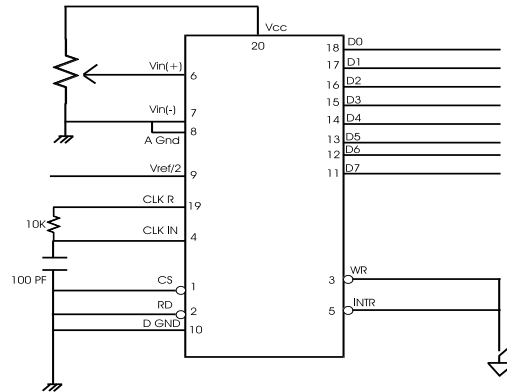 Vcc
20
Vin(+)
6
Vin(-)
7
8
A Gnd
Vref/2
9
CLK R
19
10K
CLK IN
4
100 PF
CS
1
RD
2
D GND
10
18 D0
17 D1
16 D2
15 D3
14 D4
13 D5
12 D6
11 D7
3 WR
5 INTR